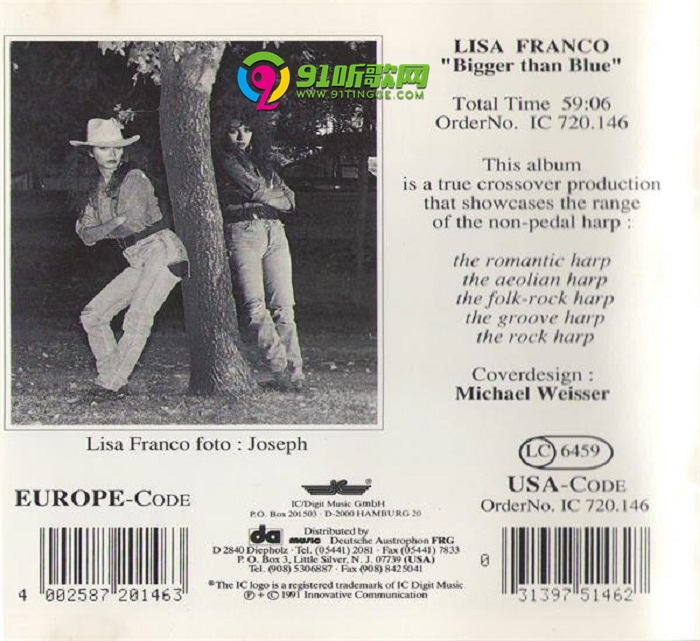 91听歌网
WWW.91TINGGE.COM
LISA FRANCO
"Bigger than Blue"
Total Time 59:06
OrderNo. IC 720.146
This album
is a true crossover production
that showcases the range
of the non-pedal harp :
the romantic harp
the aeolian harp
the folk-rock harp
the groove harp
the rock harp
Coverdesign :
Michael Weisser
Lisa Franco foto : Joseph
LC 6459
EUROPE-CODE
IC
IC/Digit Music GmbH
P.O. Box 201503 · D-2000 HAMBURG 20
USA-CODE
OrderNo. IC 720.146
Distributed by
da music Deutsche Austrophon FRG
D 2840 Diepholz · Tel. (05441) 2081 · Fax (05441) 7833
P.O. Box 3, Little Silver, N. J. 07739 (USA)
Tel. (908) 5306887 · Fax (908) 8425041
®The IC logo is a registered trademark of IC Digit Music
℗ + © 1991 Innovative Communication
4 002587 201463
0 31397 51462